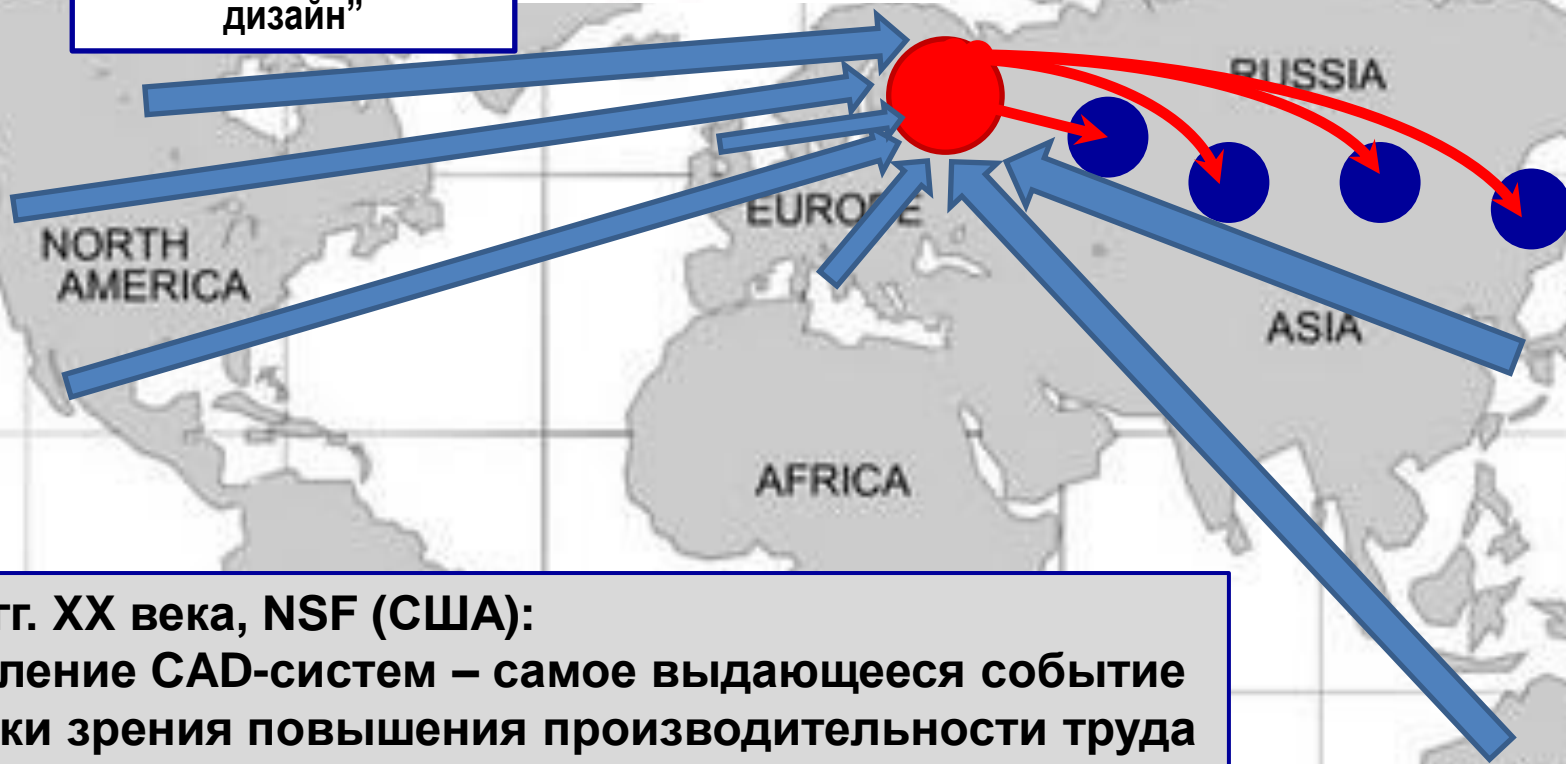 дизайн”
RUSSIA
EUROPE
NORTH
AMERICA
ASIA
AFRICA
гг. XX века, NSF (США):
ление CAD-систем – самое выдающееся событие
ки зрения повышения производительности труда